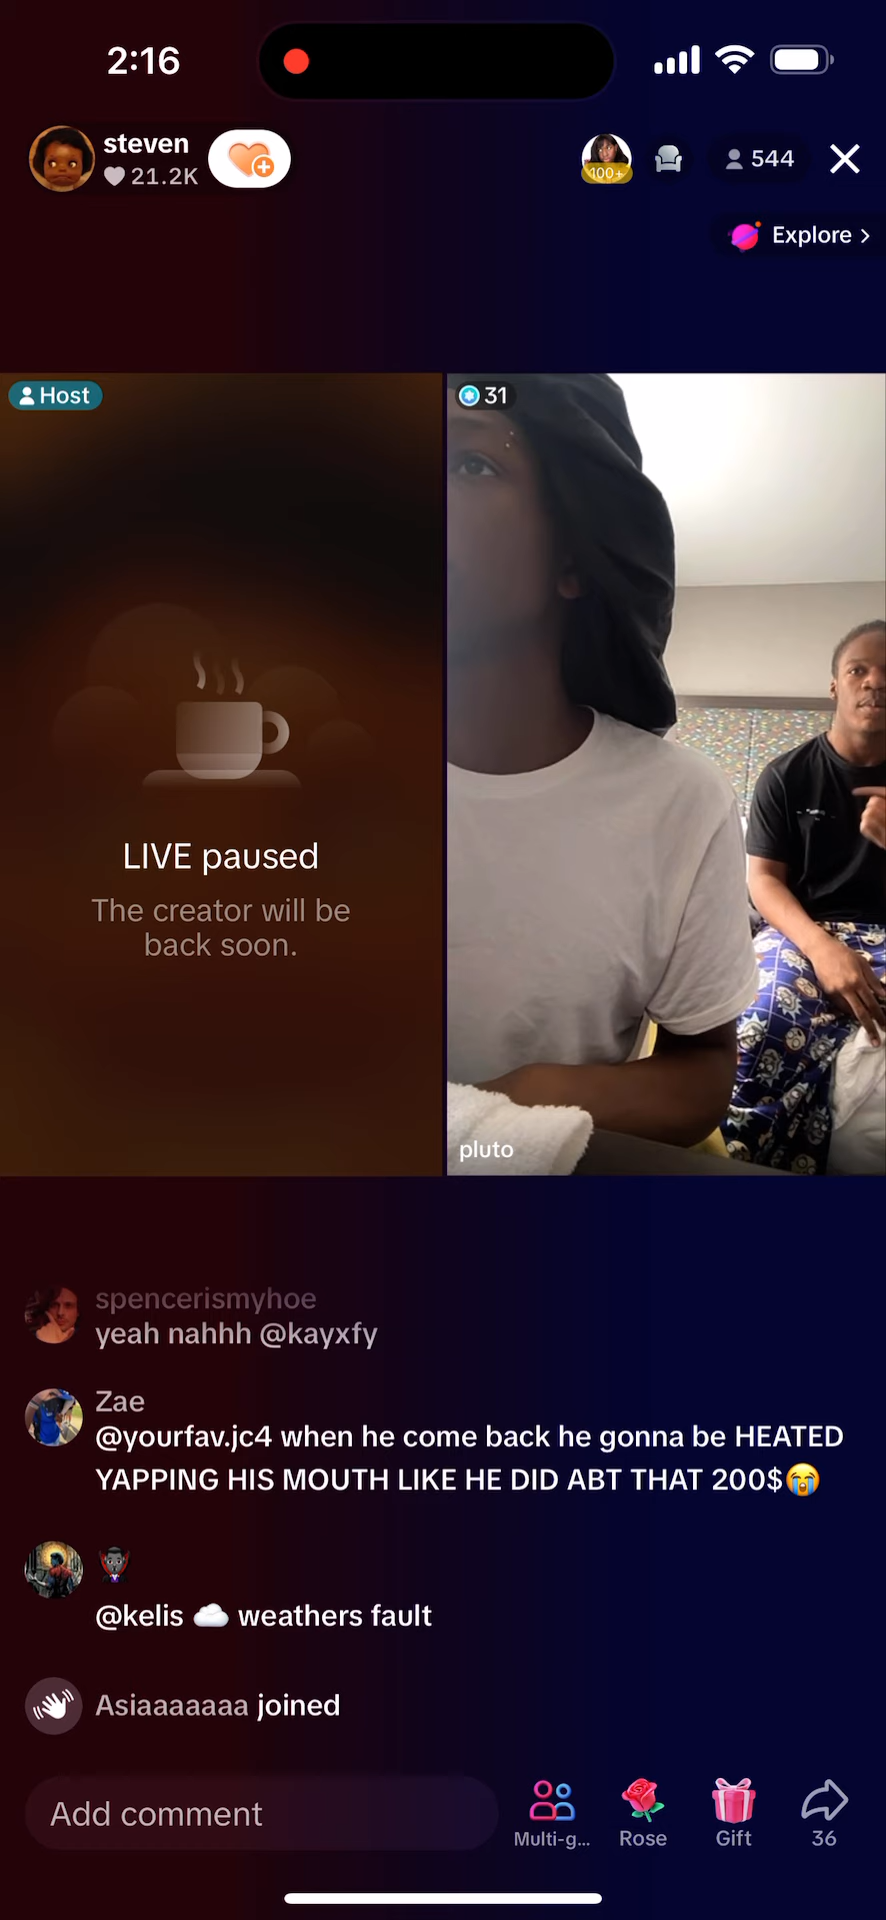 2:16
steven
21.2K
100+
544
Explore >
Host
31
LIVE paused
The creator will be
back soon.
pluto
spencerismyhoe
yeah nahhh @kayxfy
Zae
@yourfav.jc4 when he come back he gonna be HEATED
YAPPING HIS MOUTH LIKE HE DID ABT THAT 200$😭
🧛🏿‍♂️
@kelis ☁️ weathers fault
Asiaaaaaaa joined
Add comment
Multi-g...
Rose
Gift
36